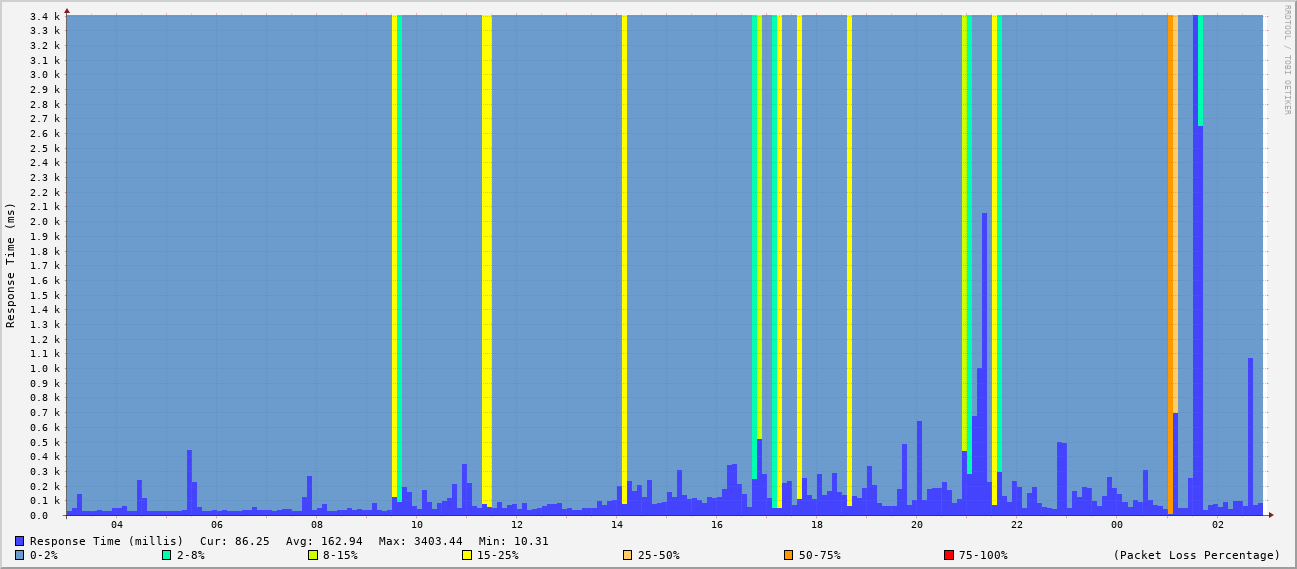 3.4 k
3.3 k
3.2 k
3.1 k
3.0 k
2.9 k
2.8 k
2.7 k
2.6 k
2.5 k
2.4 k
2.3 k
2.2 k
2.1 k
2.0 k
1.9 k
1.8 k
1.7 k
1.6 k
1.5 k
1.4 k
1.3 k
1.2 k
1.1 k
1.0 k
0.9 k
0.8 k
0.7 k
0.6 k
0.5 k
0.4 k
0.3 k
0.2 k
0.1 k
0.0
Response Time (ms)
RRDTOOL / TOBI OETIKER
04 06 08 10 12 14 16 18 20 22 00 02
Response Time (millis) Cur: 86.25 Avg: 162.94 Max: 3403.44 Min: 10.31
0-2% 2-8% 8-15% 15-25% 25-50% 50-75% 75-100% (Packet Loss Percentage)